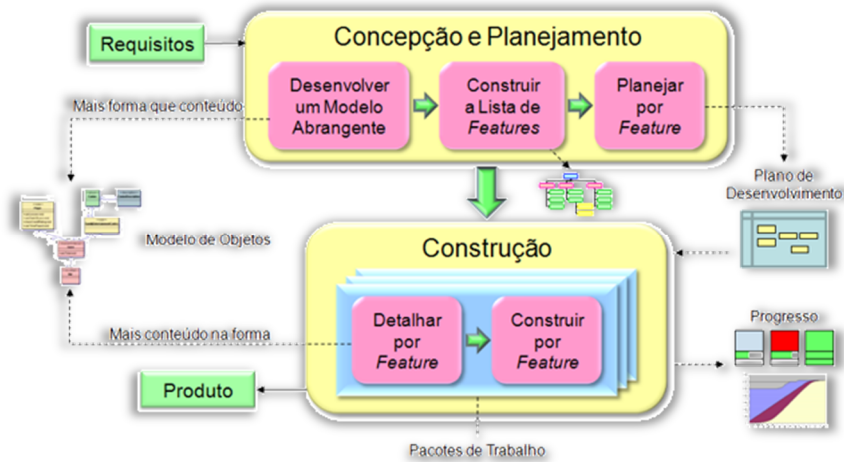 Requisitos
Concepção e Planejamento
Desenvolver
um Modelo
Abrangente
Construir
a Lista de
Features
Planejar
por
Feature
Mais forma que conteúdo
Plano de
Desenvolvimento
Modelo de Objetos
Construção
Detalhar
por
Feature
Construir
por
Feature
Mais conteúdo na forma
Progresso
Produto
Pacotes de Trabalho